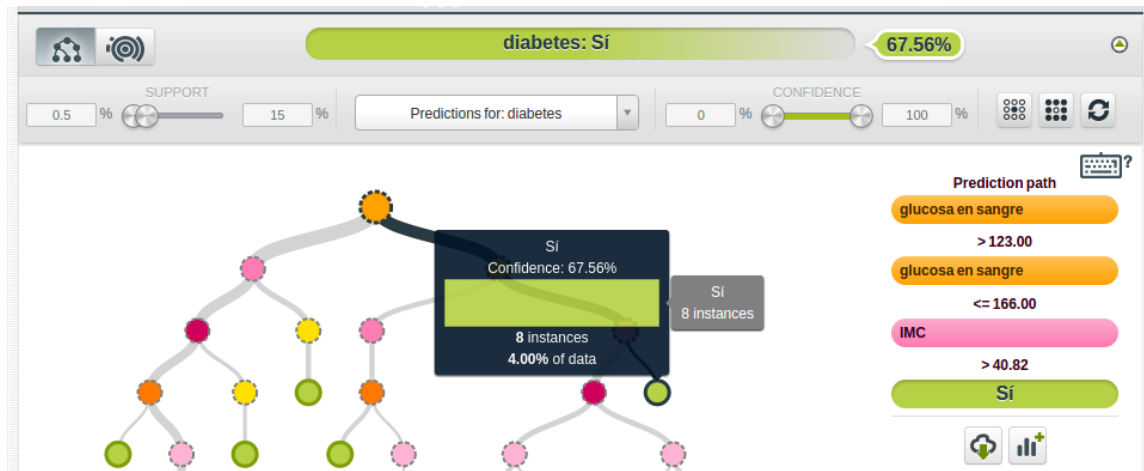 diabetes: Sí
67.56%
SUPPORT
0.5 %
15 %
Predictions for: diabetes
CONFIDENCE
0 %
100 %
?
Prediction path
glucosa en sangre
> 123.00
glucosa en sangre
<= 166.00
IMC
> 40.82
Sí
Sí
Confidence: 67.56%
8 instances
4.00% of data
Sí
8 instances